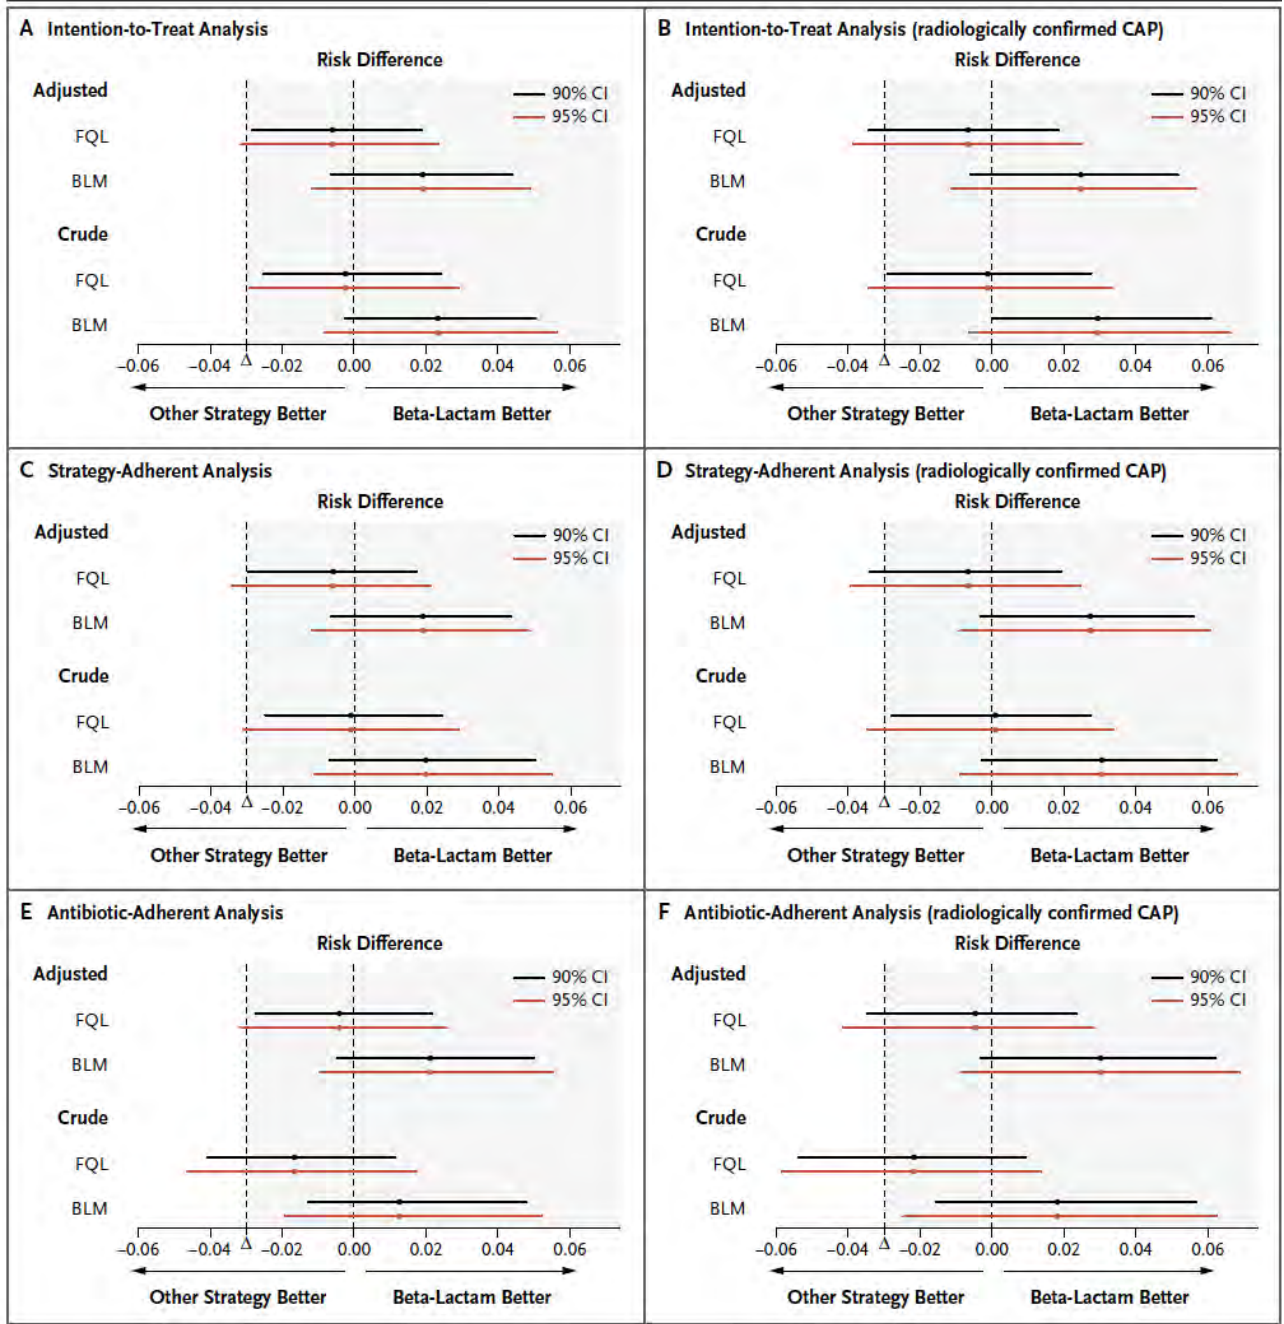 A Intention-to-Treat Analysis
Risk Difference
Adjusted
90% CI
95% CI
FQL
BLM
Crude
FQL
BLM
−0.06 −0.04 Δ −0.02 0.00 0.02 0.04 0.06
Other Strategy Better Beta-Lactam Better
B Intention-to-Treat Analysis (radiologically confirmed CAP)
Risk Difference
Adjusted
90% CI
95% CI
FQL
BLM
Crude
FQL
BLM
−0.06 −0.04 Δ −0.02 0.00 0.02 0.04 0.06
Other Strategy Better Beta-Lactam Better
C Strategy-Adherent Analysis
Risk Difference
Adjusted
90% CI
95% CI
FQL
BLM
Crude
FQL
BLM
−0.06 −0.04 Δ −0.02 0.00 0.02 0.04 0.06
Other Strategy Better Beta-Lactam Better
D Strategy-Adherent Analysis (radiologically confirmed CAP)
Risk Difference
Adjusted
90% CI
95% CI
FQL
BLM
Crude
FQL
BLM
−0.06 −0.04 Δ −0.02 0.00 0.02 0.04 0.06
Other Strategy Better Beta-Lactam Better
E Antibiotic-Adherent Analysis
Risk Difference
Adjusted
90% CI
95% CI
FQL
BLM
Crude
FQL
BLM
−0.06 −0.04 Δ −0.02 0.00 0.02 0.04 0.06
Other Strategy Better Beta-Lactam Better
F Antibiotic-Adherent Analysis (radiologically confirmed CAP)
Risk Difference
Adjusted
90% CI
95% CI
FQL
BLM
Crude
FQL
BLM
−0.06 −0.04 Δ −0.02 0.00 0.02 0.04 0.06
Other Strategy Better Beta-Lactam Better